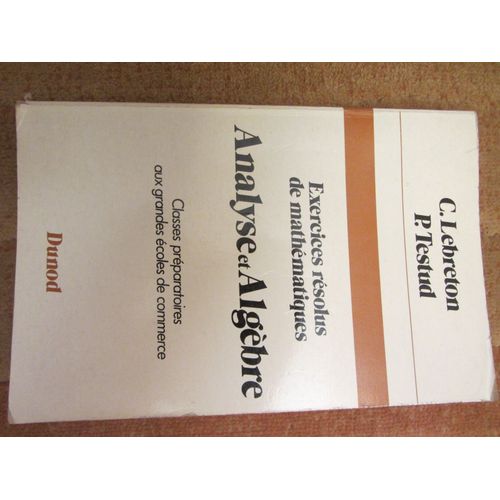 C. Lebreton
P. Testud
Exercices résolus
de mathématiques
Analyse et Algèbre
Classes préparatoires
aux grandes écoles de commerce
Dunod